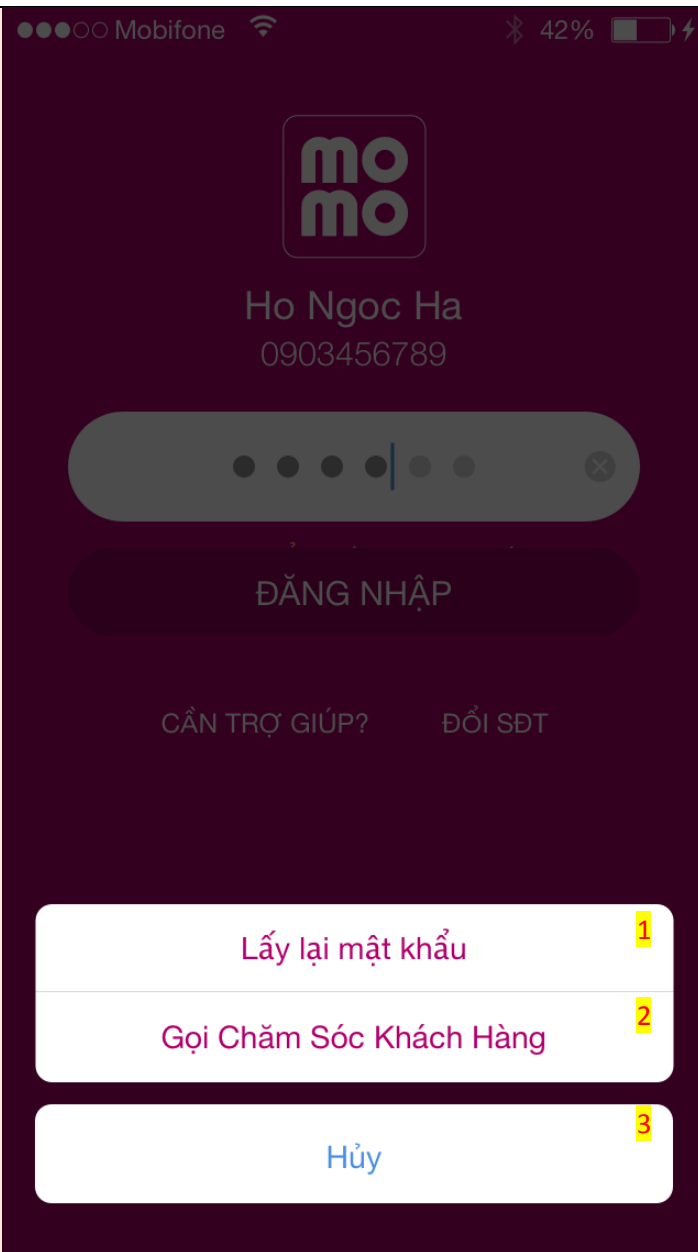 Mobifone 42%
mo
mo
Ho Ngoc Ha
0903456789
ĐĂNG NHẬP
CẦN TRỢ GIÚP? ĐỔI SĐT
Lấy lại mật khẩu 1
Gọi Chăm Sóc Khách Hàng 2
Hủy 3